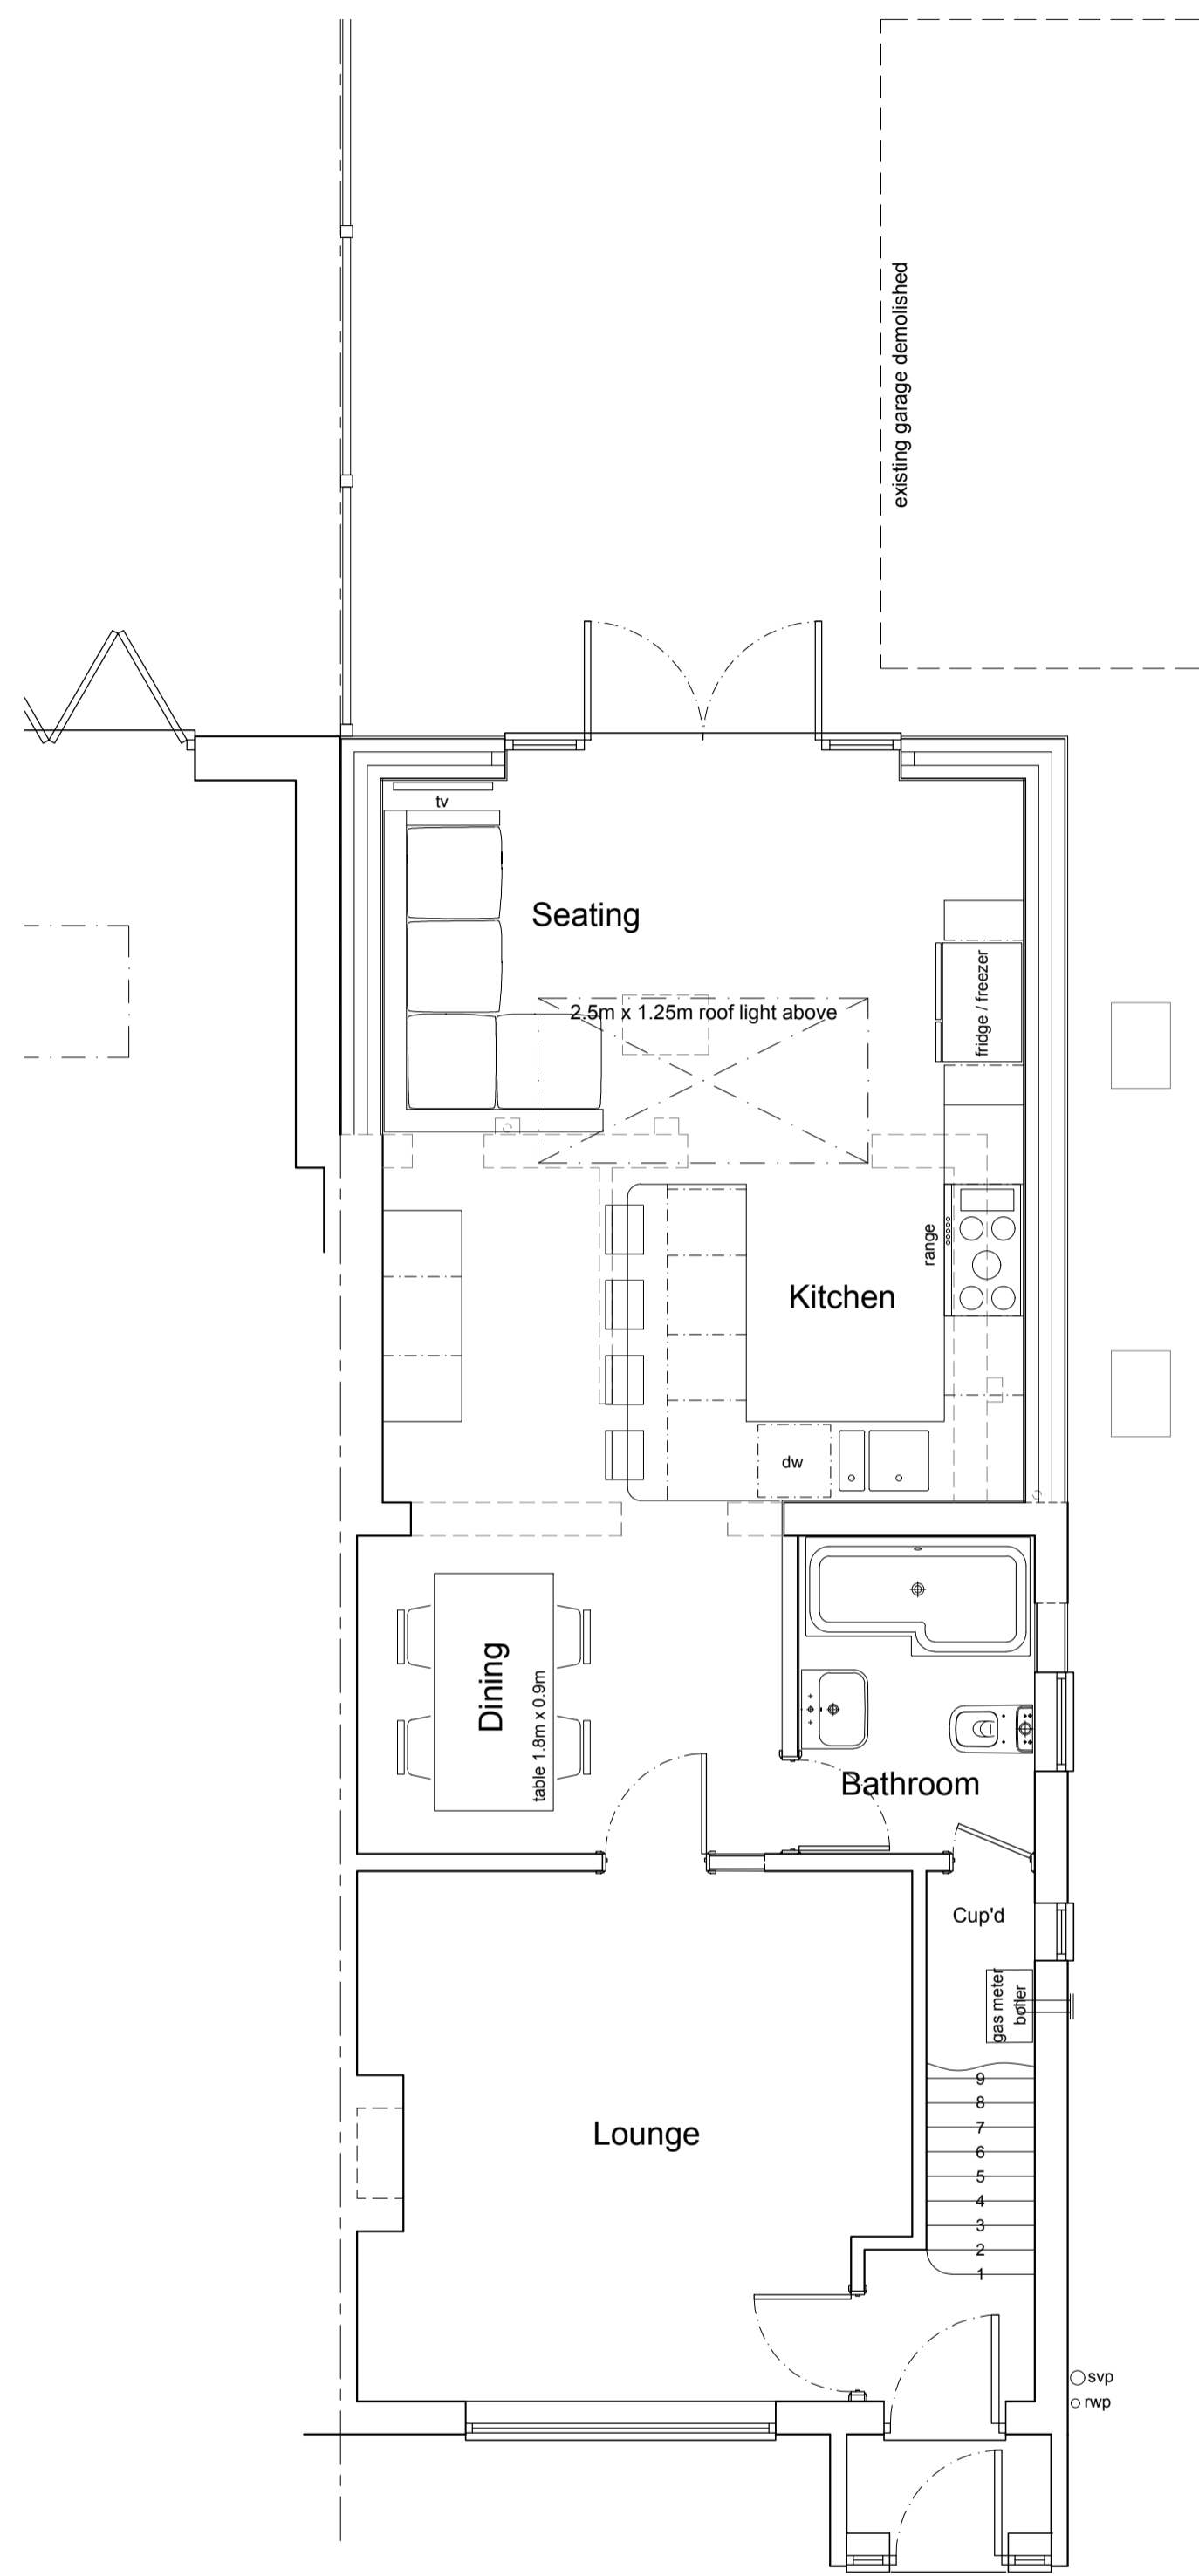 existing garage demolished
tv
Seating
fridge / freezer
2.5m x 1.25m roof light above
range
Kitchen
dw
Dining
table 1.8m x 0.9m
Bathroom
Cup'd
gas meter
boiler
9
8
7
6
5
4
3
2
1
Lounge
svp
rwp